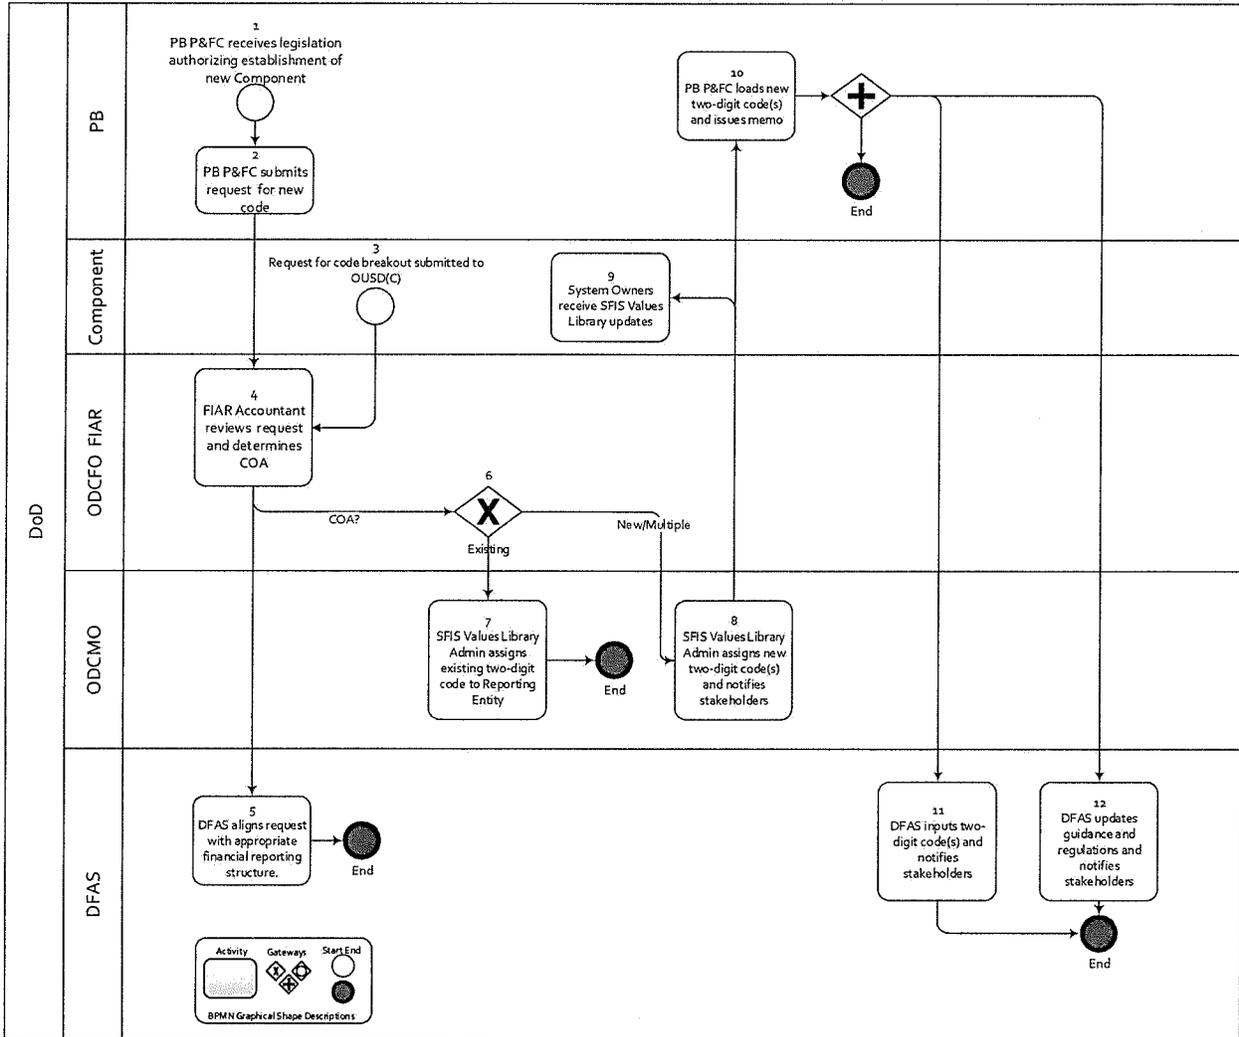 DoD
PB
1
PB P&FC receives legislation
authorizing establishment of
new Component
2
PB P&FC submits
request for new
code
10
PB P&FC loads new
two-digit code(s)
and issues memo
End
Component
3
Request for code breakout submitted to
OUSD(C)
9
System Owners
receive SFIS Values
Library updates
ODCFO FIAR
4
FIAR Accountant
reviews request
and determines
COA
COA?
6
X
Existing
New/Multiple
ODCMO
7
SFIS Values Library
Admin assigns
existing two-digit
code to Reporting
Entity
End
8
SFIS Values Library
Admin assigns new
two-digit code(s)
and notifies
stakeholders
DFAS
5
DFAS aligns request
with appropriate
financial reporting
structure.
End
11
DFAS inputs two-
digit code(s) and
notifies
stakeholders
12
DFAS updates
guidance and
regulations and
notifies
stakeholders
End
Activity
Gateways
Start End
X
BPMN Graphical Shape Descriptions